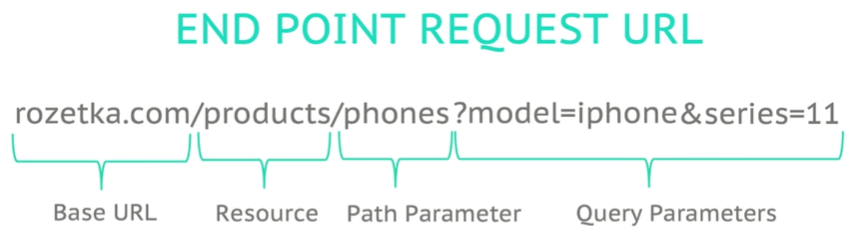 END POINT REQUEST URL
rozetka.com/products/phones?model=iphone&series=11
Base URL Resource Path Parameter Query Parameters